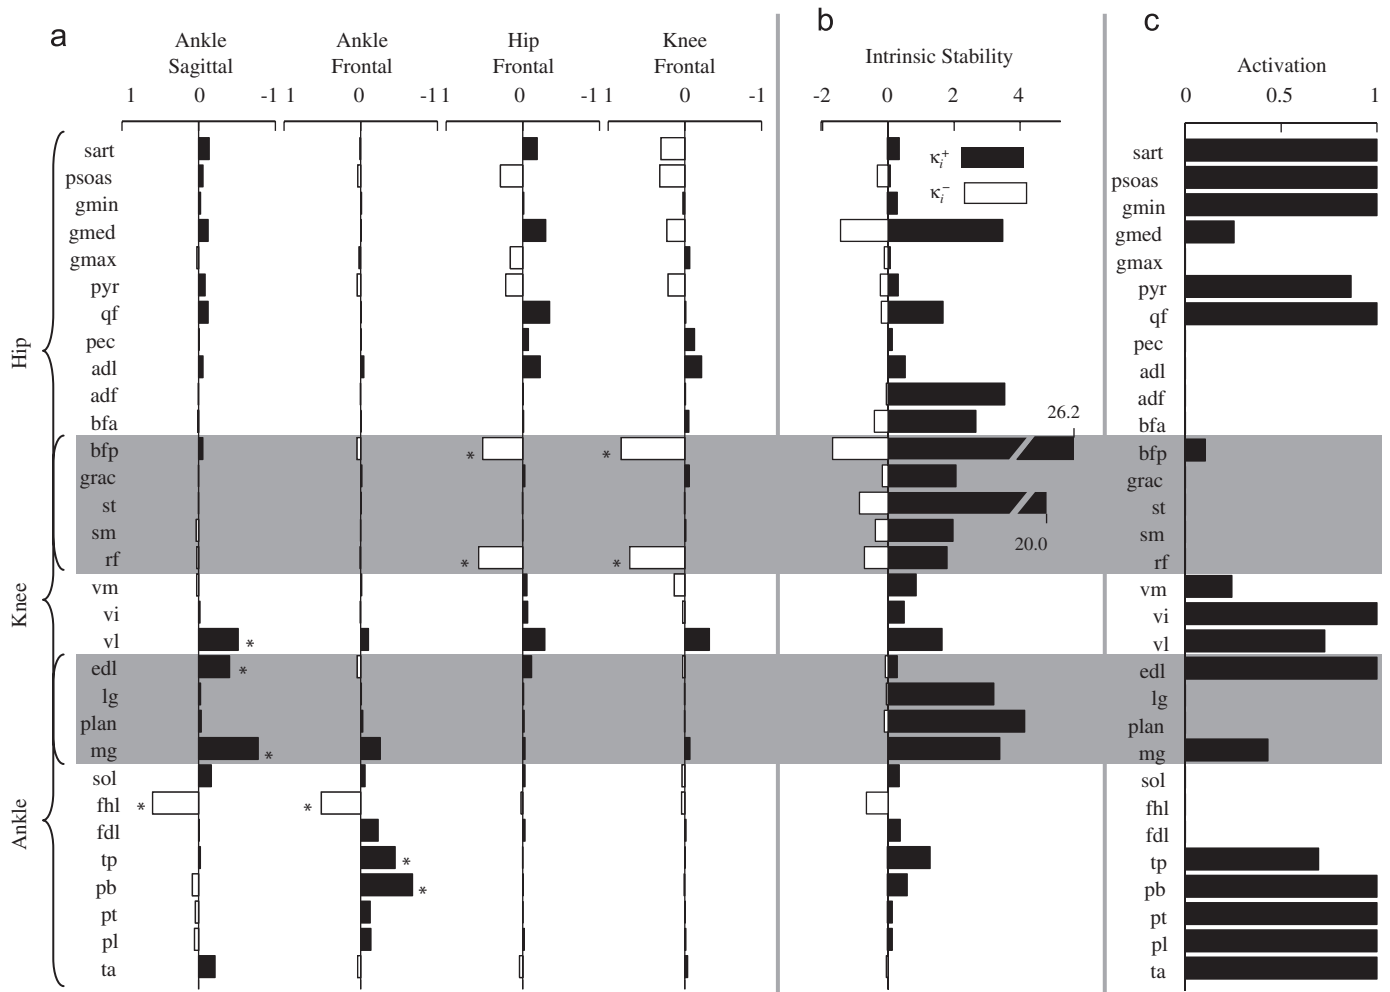 a
b
c
Ankle Sagittal
Ankle Frontal
Hip Frontal
Knee Frontal
Intrinsic Stability
Activation
1 0 -1 1 0 -1 1 0 -1 1 0 -1
-2 0 2 4
0 0.5 1
κᵢ⁺
κᵢ⁻
Hip
Knee
Ankle
sart sart
psoas psoas
gmin gmin
gmed gmed
gmax gmax
pyr pyr
qf qf
pec pec
adl adl
adf adf
bfa 26.2 bfa
bfp * * bfp
grac grac
st st
sm 20.0 sm
rf * * rf
vm vm
vi vi
vl * vl
edl * edl
lg lg
plan plan
mg * mg
sol sol
fhl * * fhl
fdl fdl
tp * tp
pb * pb
pt pt
pl pl
ta ta